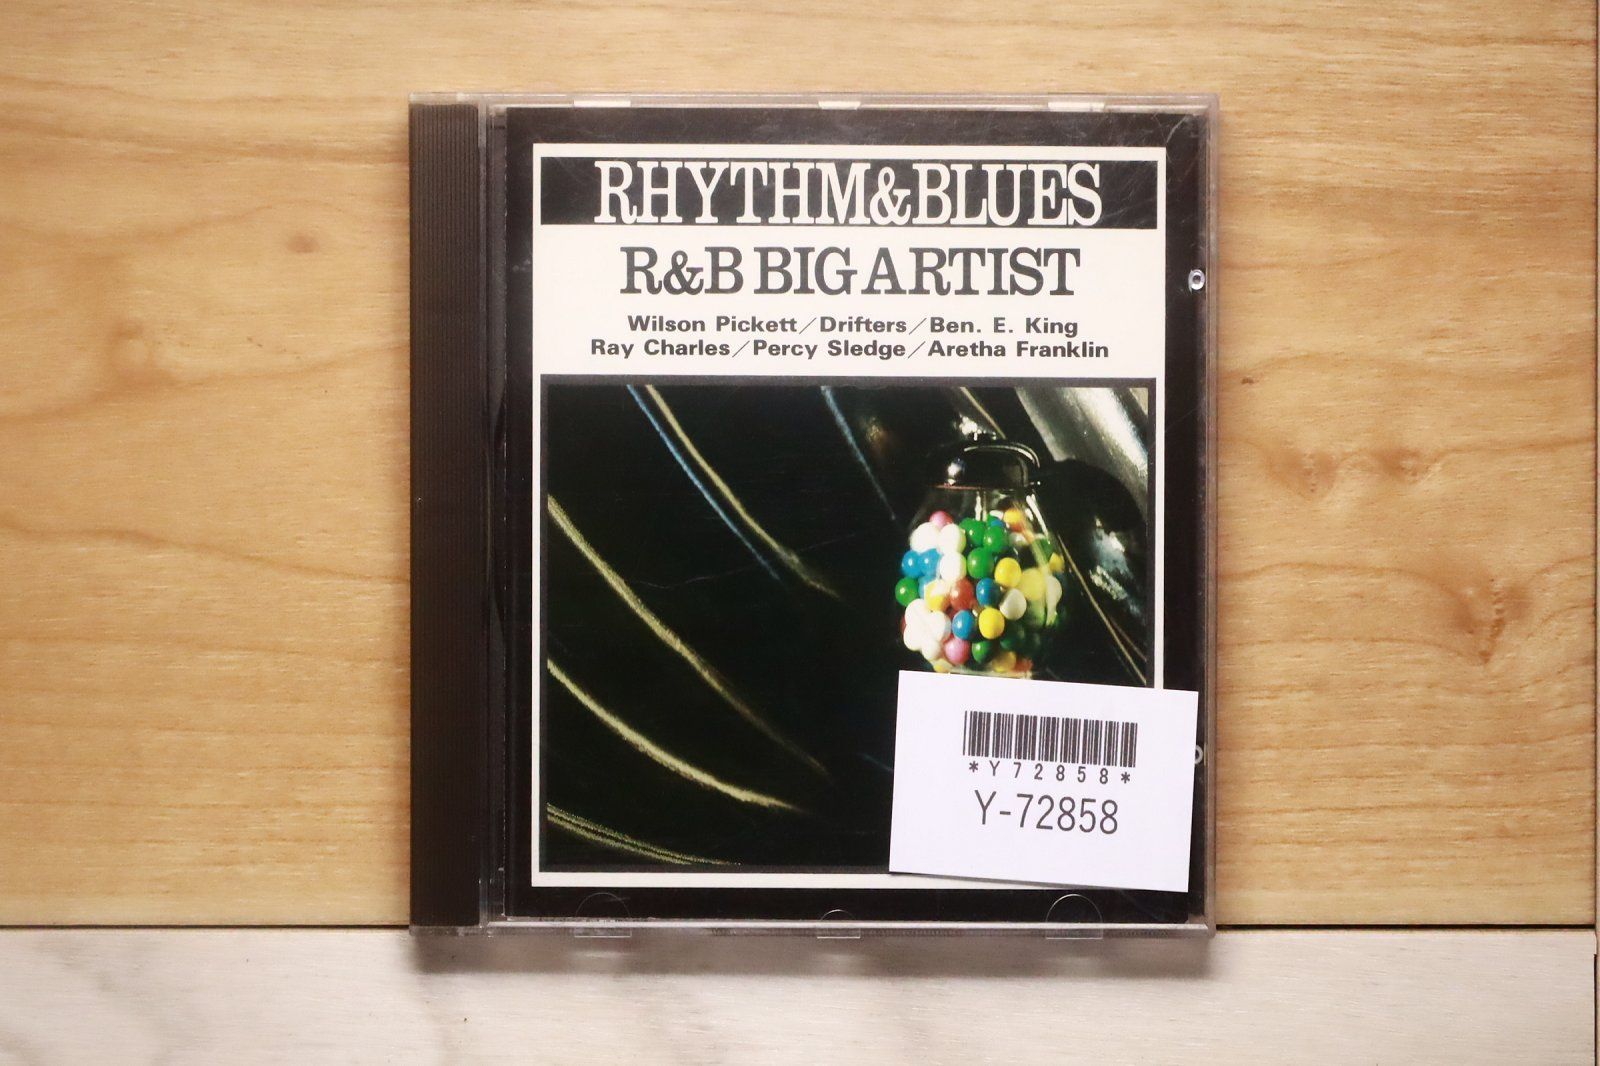 RHYTHM&BLUES
R&B BIG ARTIST
Wilson Pickett／Drifters／Ben. E. King
Ray Charles／Percy Sledge／Aretha Franklin
*Y72858*
Y-72858